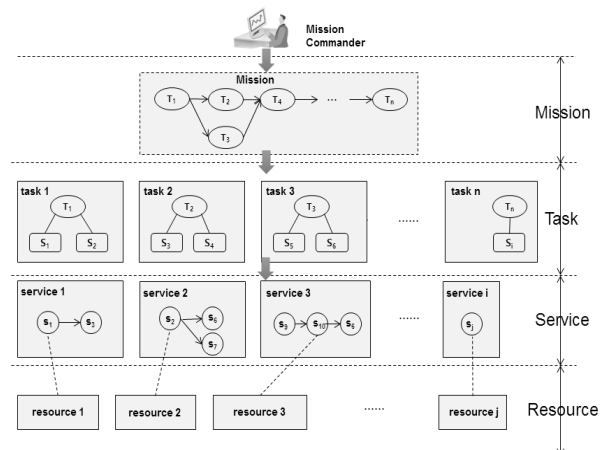 Mission
Commander
Mission
T1 T2 T4 ... Tn
T3
Mission
task 1 task 2 task 3 task n
T1 T2 T3 Tn
S1 S2 S3 S4 S5 S6 ...... Si
Task
service 1 service 2 service 3 service i
s1 s3 s2 s6 s7 s9 s10 s6 ...... sj
Service
resource 1 resource 2 resource 3 ...... resource j
Resource